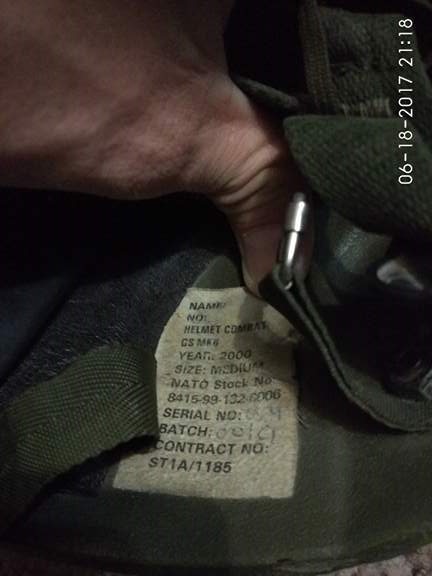 06-18-2017 21:18
NAME:
NO:
HELMET COMBAT
GS MK6
YEAR: 2000
SIZE: MEDIUM
NATO Stock No:
8415-99-132-6006
SERIAL NO:
BATCH:
CONTRACT NO:
ST1A/1185